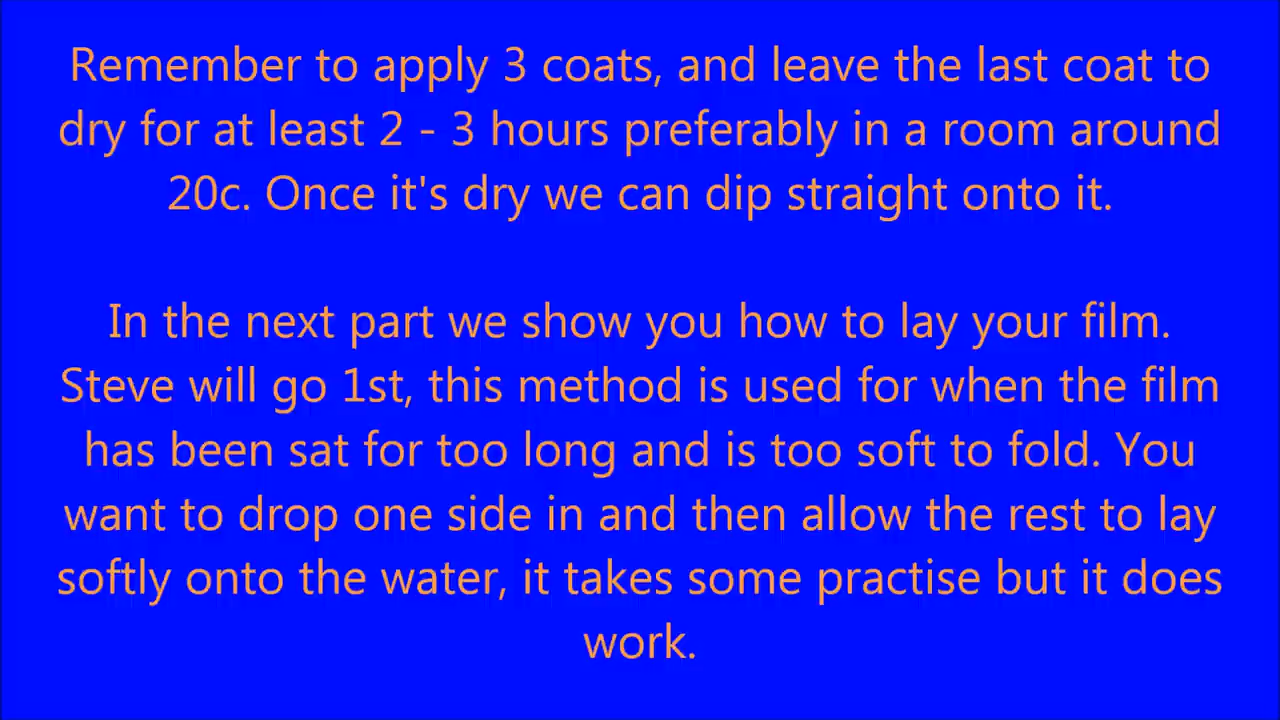 Remember to apply 3 coats, and leave the last coat to
dry for at least 2 - 3 hours preferably in a room around
20c. Once it's dry we can dip straight onto it.
In the next part we show you how to lay your film.
Steve will go 1st, this method is used for when the film
has been sat for too long and is too soft to fold. You
want to drop one side in and then allow the rest to lay
softly onto the water, it takes some practise but it does
work.